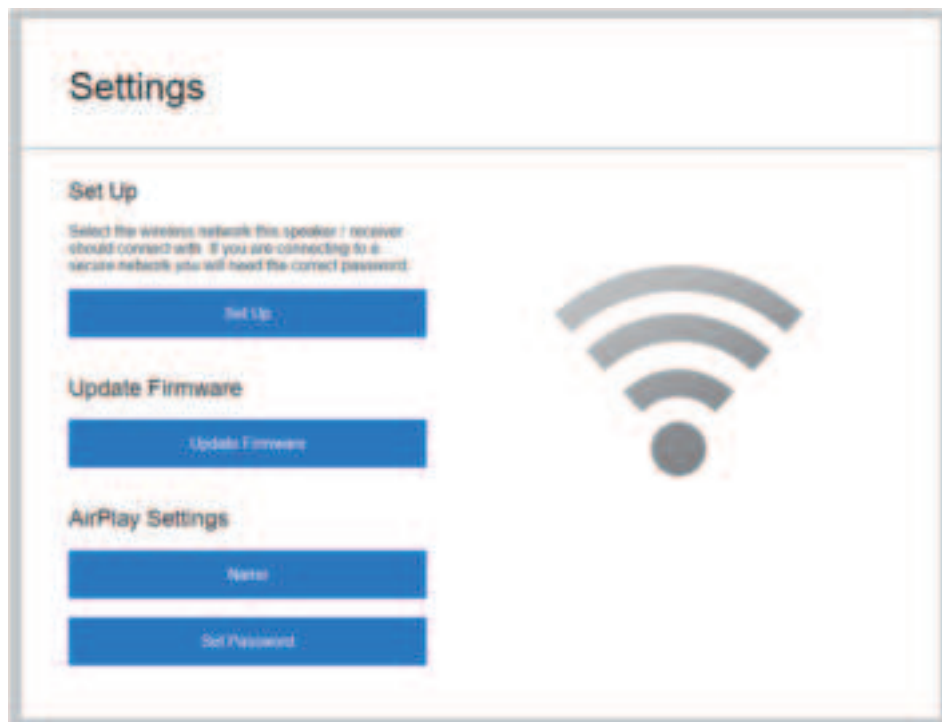 Settings
Set Up
Select the wireless network this speaker / receiver
should connect with. If you are connecting to a
secure network you will need the correct password.
Set Up
Update Firmware
Update Firmware
AirPlay Settings
Name
Set Password